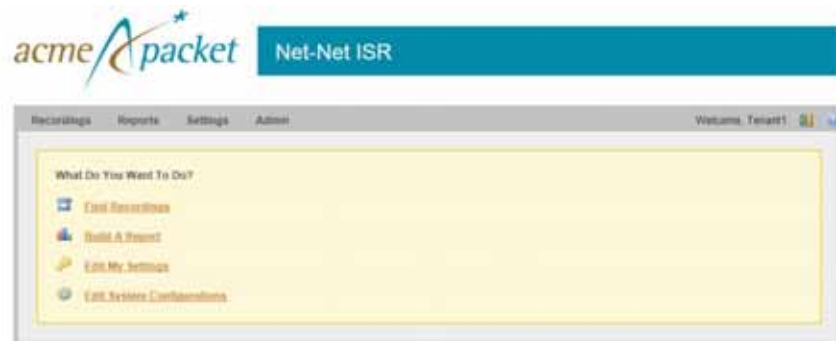 acme packet
Net-Net ISR
Recordings Reports Settings Admin Welcome, Tenant1
What Do You Want To Do?
Find Recordings
Build A Report
Edit My Settings
Edit System Configurations